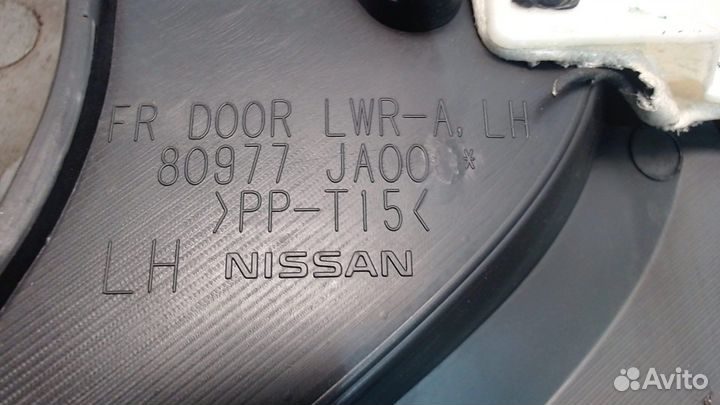 FR DOOR LWR-A, LH
80977 JA00 *
>PP-T15<
LH NISSAN
Avito